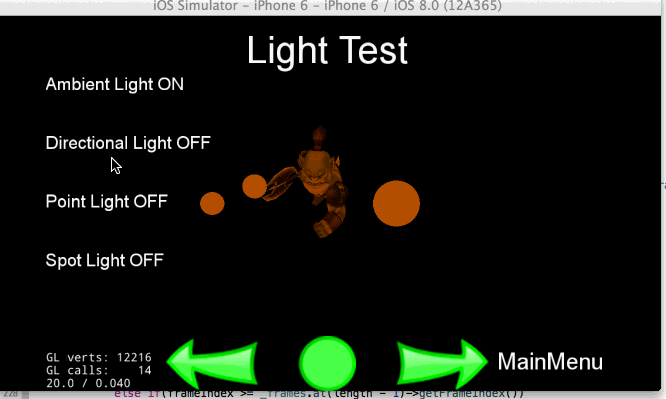 iOS Simulator - iPhone 6 - iPhone 6 / iOS 8.0 (12A365)
Light Test
Ambient Light ON
Directional Light OFF
Point Light OFF
Spot Light OFF
GL verts: 12216
GL calls: 14
20.0 / 0.040
MainMenu
228 else if(frameIndex >= _frames.at(length - 1)->getFrameIndex())